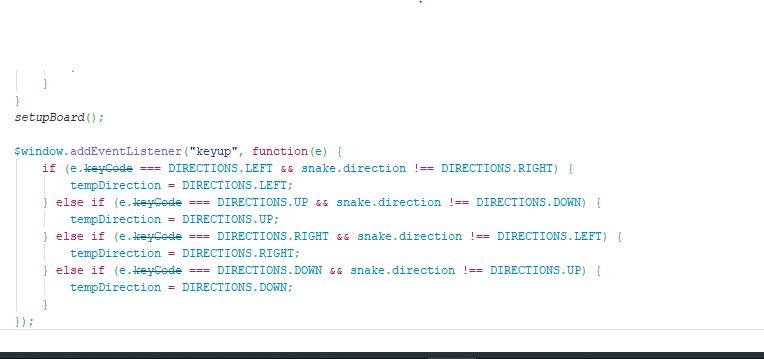 }
}
setupBoard();
$window.addEventListener("keyup", function(e) {
if (e.keyCode === DIRECTIONS.LEFT && snake.direction !== DIRECTIONS.RIGHT) {
tempDirection = DIRECTIONS.LEFT;
} else if (e.keyCode === DIRECTIONS.UP && snake.direction !== DIRECTIONS.DOWN) {
tempDirection = DIRECTIONS.UP;
} else if (e.keyCode === DIRECTIONS.RIGHT && snake.direction !== DIRECTIONS.LEFT) {
tempDirection = DIRECTIONS.RIGHT;
} else if (e.keyCode === DIRECTIONS.DOWN && snake.direction !== DIRECTIONS.UP) {
tempDirection = DIRECTIONS.DOWN;
}
});